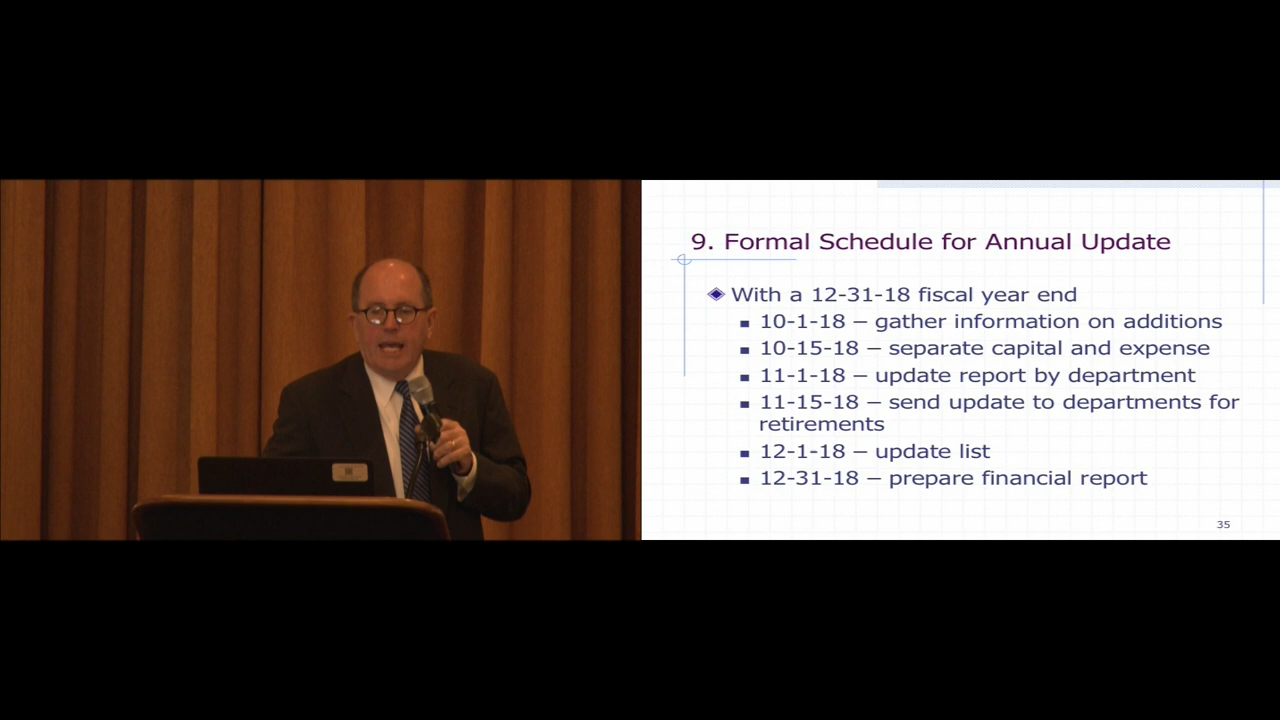 9. Formal Schedule for Annual Update
With a 12-31-18 fiscal year end
10-1-18 – gather information on additions
10-15-18 – separate capital and expense
11-1-18 – update report by department
11-15-18 – send update to departments for
retirements
12-1-18 – update list
12-31-18 – prepare financial report
35